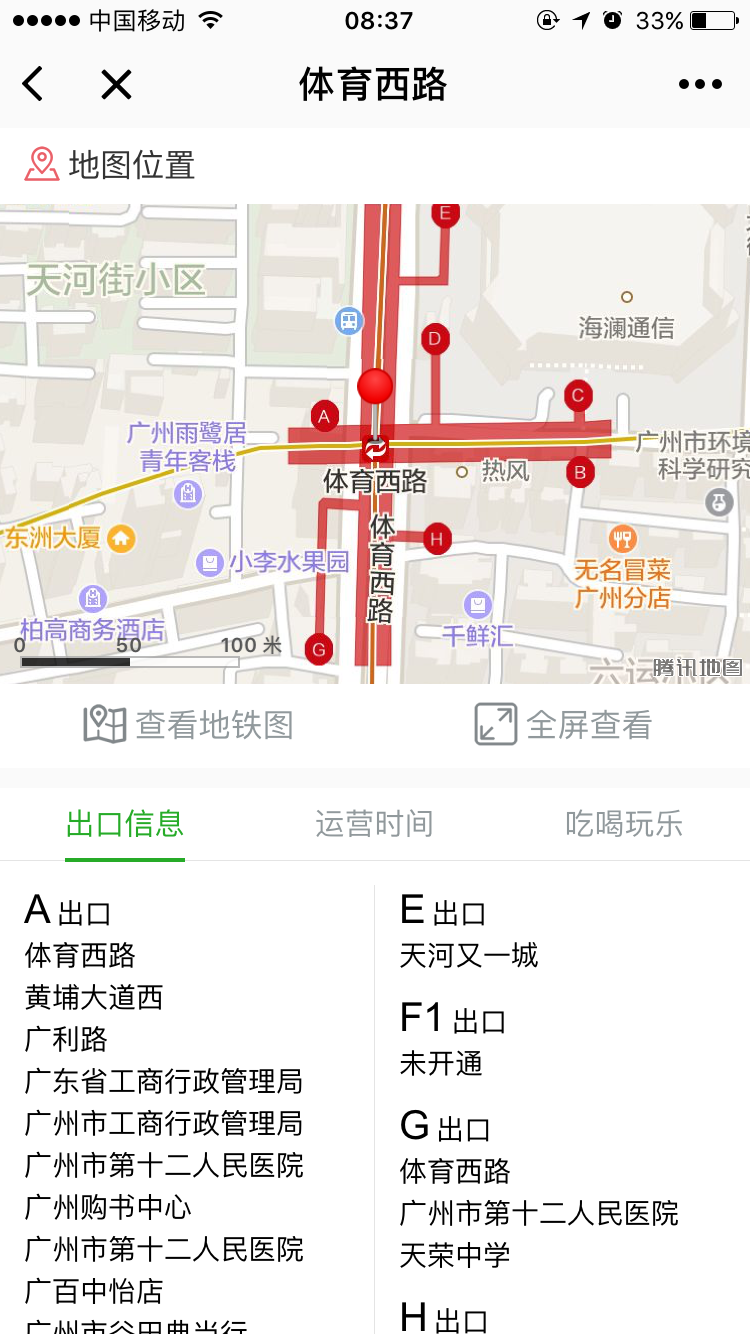 中国移动 08:37 33%
体育西路
地图位置
E
天河街小区
海澜通信
D
C
A
广州雨鹭居
青年客栈
广州市环境
科学研究
体育西路
热风
B
东洲大厦
体育西路
H
小李水果园
无名冒菜
广州分店
柏高商务酒店
千鲜汇
0 50 100 米
G
腾讯地图
查看地铁图 全屏查看
出口信息 运营时间 吃喝玩乐
A 出口
体育西路
黄埔大道西
广利路
广东省工商行政管理局
广州市工商行政管理局
广州市第十二人民医院
广州购书中心
广州市第十二人民医院
广百中怡店
E 出口
天河又一城
F1 出口
未开通
G 出口
体育西路
广州市第十二人民医院
天荣中学
H 出口